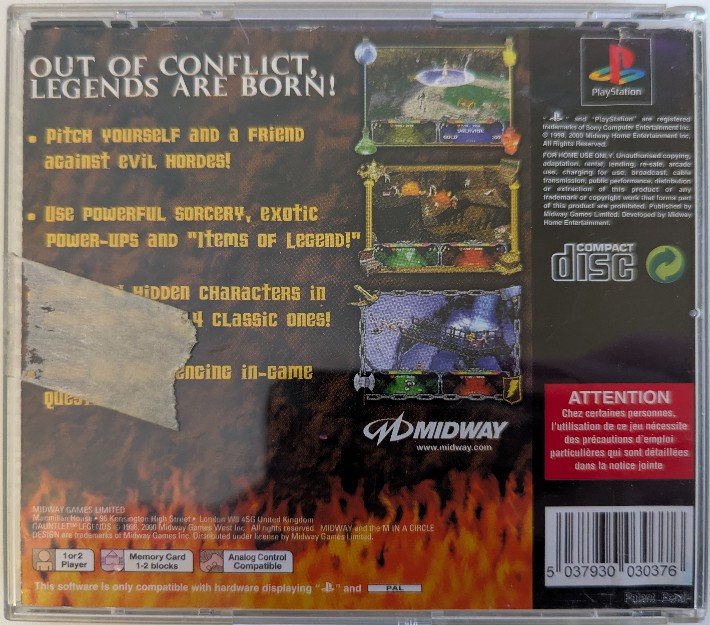 OUT OF CONFLICT,
LEGENDS ARE BORN!
• PITCH YOURSELF AND A FRIEND
AGAINST EVIL HORDES!
• USE POWERFUL SORCERY, EXOTIC
POWER-UPS AND "ITEMS OF LEGEND!"
HIDDEN CHARACTERS IN
4 CLASSIC ONES!
IN-GAME
MIDWAY
www.midway.com
PlayStation
" " and "PlayStation" are registered
trademarks of Sony Computer Entertainment Inc.
© 1998, 2000 Midway Home Entertainment Inc.
All Rights Reserved.
FOR HOME USE ONLY. Unauthorised copying,
adaptation, rental, lending, re-sale, arcade
use, charging for use, broadcast, cable
transmission, public performance, distribution
or extraction of this product or any
trademark or copyright work that forms part
of this product are prohibited. Published by
Midway Games Limited. Developed by Midway
Home Entertainment.
COMPACT
disc
ATTENTION
Chez certaines personnes,
l'utilisation de ce jeu nécessite
des précautions d'emploi
particulières qui sont détaillées
dans la notice jointe
MIDWAY GAMES LIMITED
Macmillan House • 96 Kensington High Street • London W8 4SG United Kingdom
GAUNTLET™ LEGENDS © 1998, 2000 Midway Games West Inc. All rights reserved. MIDWAY and the M IN A CIRCLE
DESIGN are trademarks of Midway Games Inc. Distributed under license by Midway Games Limited.
1 or 2
Player
Memory Card
1-2 blocks
Analog Control
Compatible
This software is only compatible with hardware displaying " " and PAL
5 037930 030376